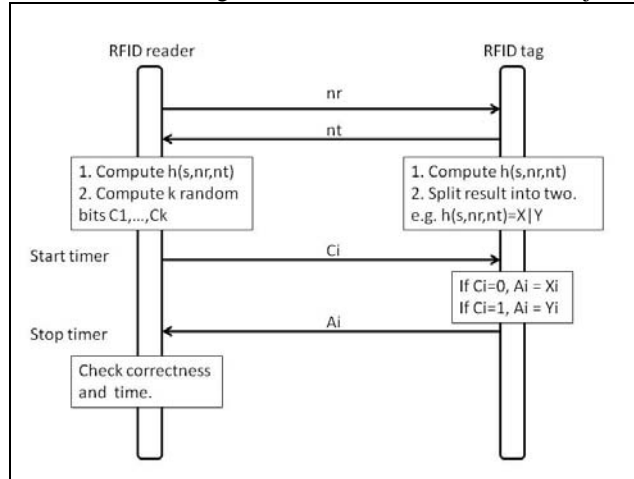 RFID reader
RFID tag
nr
nt
1. Compute h(s,nr,nt)
2. Compute k random
bits C1,...,Ck
1. Compute h(s,nr,nt)
2. Split result into two.
e.g. h(s,nr,nt)=X|Y
Start timer
Ci
If Ci=0, Ai = Xi
If Ci=1, Ai = Yi
Ai
Stop timer
Check correctness
and time.